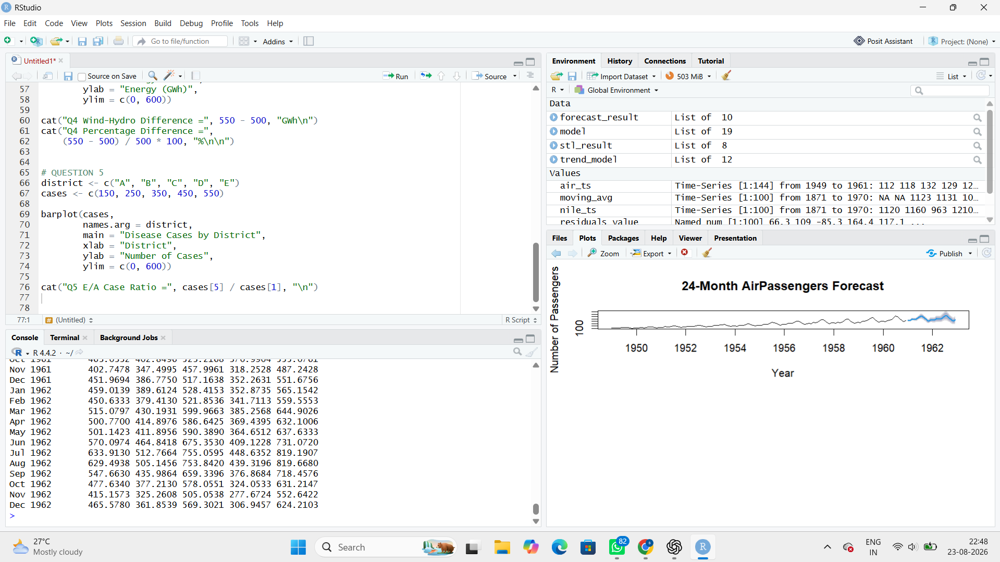 RStudio
File Edit Code View Plots Session Build Debug Profile Tools Help
Go to file/function Addins Posit Assistant Project: (None)
Untitled1*
Source on Save Run Source
57 ylab = "Energy (GWh)",
58 ylim = c(0, 600))
59
60 cat("Q4 Wind-Hydro Difference =", 550 - 500, "GWh\n")
61 cat("Q4 Percentage Difference =",
62 (550 - 500) / 500 * 100, "%\n\n")
63
64
65 # QUESTION 5
66 district <- c("A", "B", "C", "D", "E")
67 cases <- c(150, 250, 350, 450, 550)
68
69 barplot(cases,
70 names.arg = district,
71 main = "Disease Cases by District",
72 xlab = "District",
73 ylab = "Number of Cases",
74 ylim = c(0, 600))
75
76 cat("Q5 E/A Case Ratio =", cases[5] / cases[1], "\n")
77
78
77:1 # (Untitled) R Script
Console Terminal Background Jobs
R 4.4.2 · ~/
Oct 1961 463.0552 402.8496 523.2168 370.9904 555.0761
Nov 1961 402.7478 347.4995 457.9961 318.2528 487.2428
Dec 1961 451.9694 386.7750 517.1638 352.2631 551.6756
Jan 1962 459.0139 389.6124 528.4153 352.8735 565.1542
Feb 1962 450.6333 379.4130 521.8536 341.7113 559.5553
Mar 1962 515.0797 430.1931 599.9663 385.2568 644.9026
Apr 1962 500.7700 414.8976 586.6425 369.4395 632.1006
May 1962 501.1423 411.8956 590.3890 364.6512 637.6333
Jun 1962 570.0974 464.8418 675.3530 409.1228 731.0720
Jul 1962 633.9130 512.7664 755.0595 448.6352 819.1907
Aug 1962 629.4938 505.1456 753.8420 439.3196 819.6680
Sep 1962 547.6630 435.9864 659.3396 376.8684 718.4576
Oct 1962 477.6340 377.2130 578.0551 324.0533 631.2147
Nov 1962 415.1573 325.2608 505.0538 277.6724 552.6422
Dec 1962 465.5780 361.8539 569.3021 306.9457 624.2103
>
Environment History Connections Tutorial
Import Dataset 503 MiB List
R Global Environment
Data
forecast_result List of 10
model List of 19
stl_result List of 8
trend_model List of 12
Values
air_ts Time-Series [1:144] from 1949 to 1961: 112 118 132 129 12…
moving_avg Time-Series [1:100] from 1871 to 1970: NA NA 1123 1131 10…
nile_ts Time-Series [1:100] from 1871 to 1970: 1120 1160 963 1210…
residuals_value Named num [1:100] 66.3 109 -85.3 164.4 117.1 ...
Files Plots Packages Help Viewer Presentation
Zoom Export Publish
24-Month AirPassengers Forecast
Number of Passengers
100
1950 1952 1954 1956 1958 1960 1962
Year
27°C
Mostly cloudy
Search
82
ENG
IN
22:48
23-08-2026